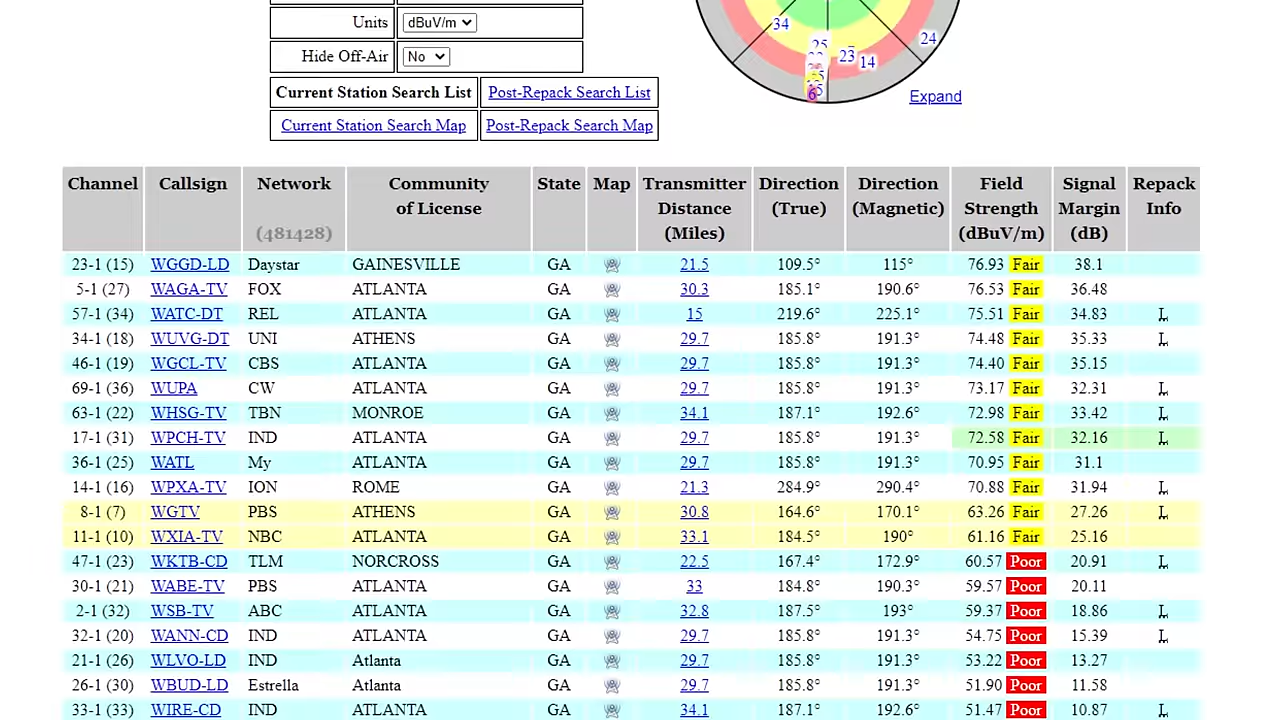 Units dBuV/m
Hide Off-Air No
Current Station Search List Post-Repack Search List
Current Station Search Map Post-Repack Search Map
34
25
23
14
24
6
Expand
Channel Callsign Network (481428) Community of License State Map Transmitter Distance (Miles) Direction (True) Direction (Magnetic) Field Strength (dBuV/m) Signal Margin (dB) Repack Info
23-1 (15) WGGD-LD Daystar GAINESVILLE GA 21.5 109.5° 115° 76.93 Fair 38.1
5-1 (27) WAGA-TV FOX ATLANTA GA 30.3 185.1° 190.6° 76.53 Fair 36.48
57-1 (34) WATC-DT REL ATLANTA GA 15 219.6° 225.1° 75.51 Fair 34.83
34-1 (18) WUVG-DT UNI ATHENS GA 29.7 185.8° 191.3° 74.48 Fair 35.33
46-1 (19) WGCL-TV CBS ATLANTA GA 29.7 185.8° 191.3° 74.40 Fair 35.15
69-1 (36) WUPA CW ATLANTA GA 29.7 185.8° 191.3° 73.17 Fair 32.31
63-1 (22) WHSG-TV TBN MONROE GA 34.1 187.1° 192.6° 72.98 Fair 33.42
17-1 (31) WPCH-TV IND ATLANTA GA 29.7 185.8° 191.3° 72.58 Fair 32.16
36-1 (25) WATL My ATLANTA GA 29.7 185.8° 191.3° 70.95 Fair 31.1
14-1 (16) WPXA-TV ION ROME GA 21.3 284.9° 290.4° 70.88 Fair 31.94
8-1 (7) WGTV PBS ATHENS GA 30.8 164.6° 170.1° 63.26 Fair 27.26
11-1 (10) WXIA-TV NBC ATLANTA GA 33.1 184.5° 190° 61.16 Fair 25.16
47-1 (23) WKTB-CD TLM NORCROSS GA 22.5 167.4° 172.9° 60.57 Poor 20.91
30-1 (21) WABE-TV PBS ATLANTA GA 33 184.8° 190.3° 59.57 Poor 20.11
2-1 (32) WSB-TV ABC ATLANTA GA 32.8 187.5° 193° 59.37 Poor 18.86
32-1 (20) WANN-CD IND ATLANTA GA 29.7 185.8° 191.3° 54.75 Poor 15.39
21-1 (26) WLVO-LD IND Atlanta GA 29.7 185.8° 191.3° 53.22 Poor 13.27
26-1 (30) WBUD-LD Estrella Atlanta GA 29.7 185.8° 191.3° 51.90 Poor 11.58
33-1 (33) WIRE-CD IND ATLANTA GA 34.1 187.1° 192.6° 51.47 Poor 10.87